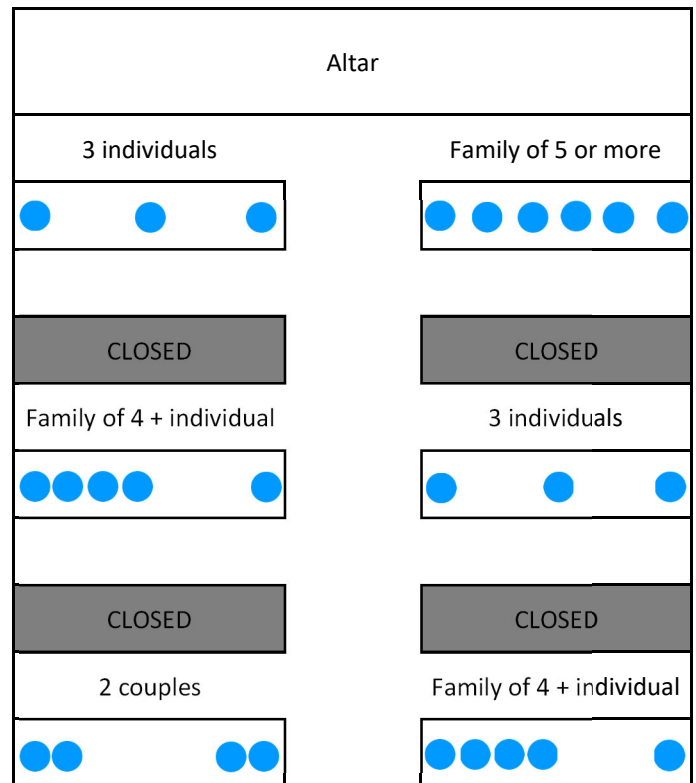 Altar
3 individuals
Family of 5 or more
CLOSED
CLOSED
Family of 4 + individual
3 individuals
CLOSED
CLOSED
2 couples
Family of 4 + individual